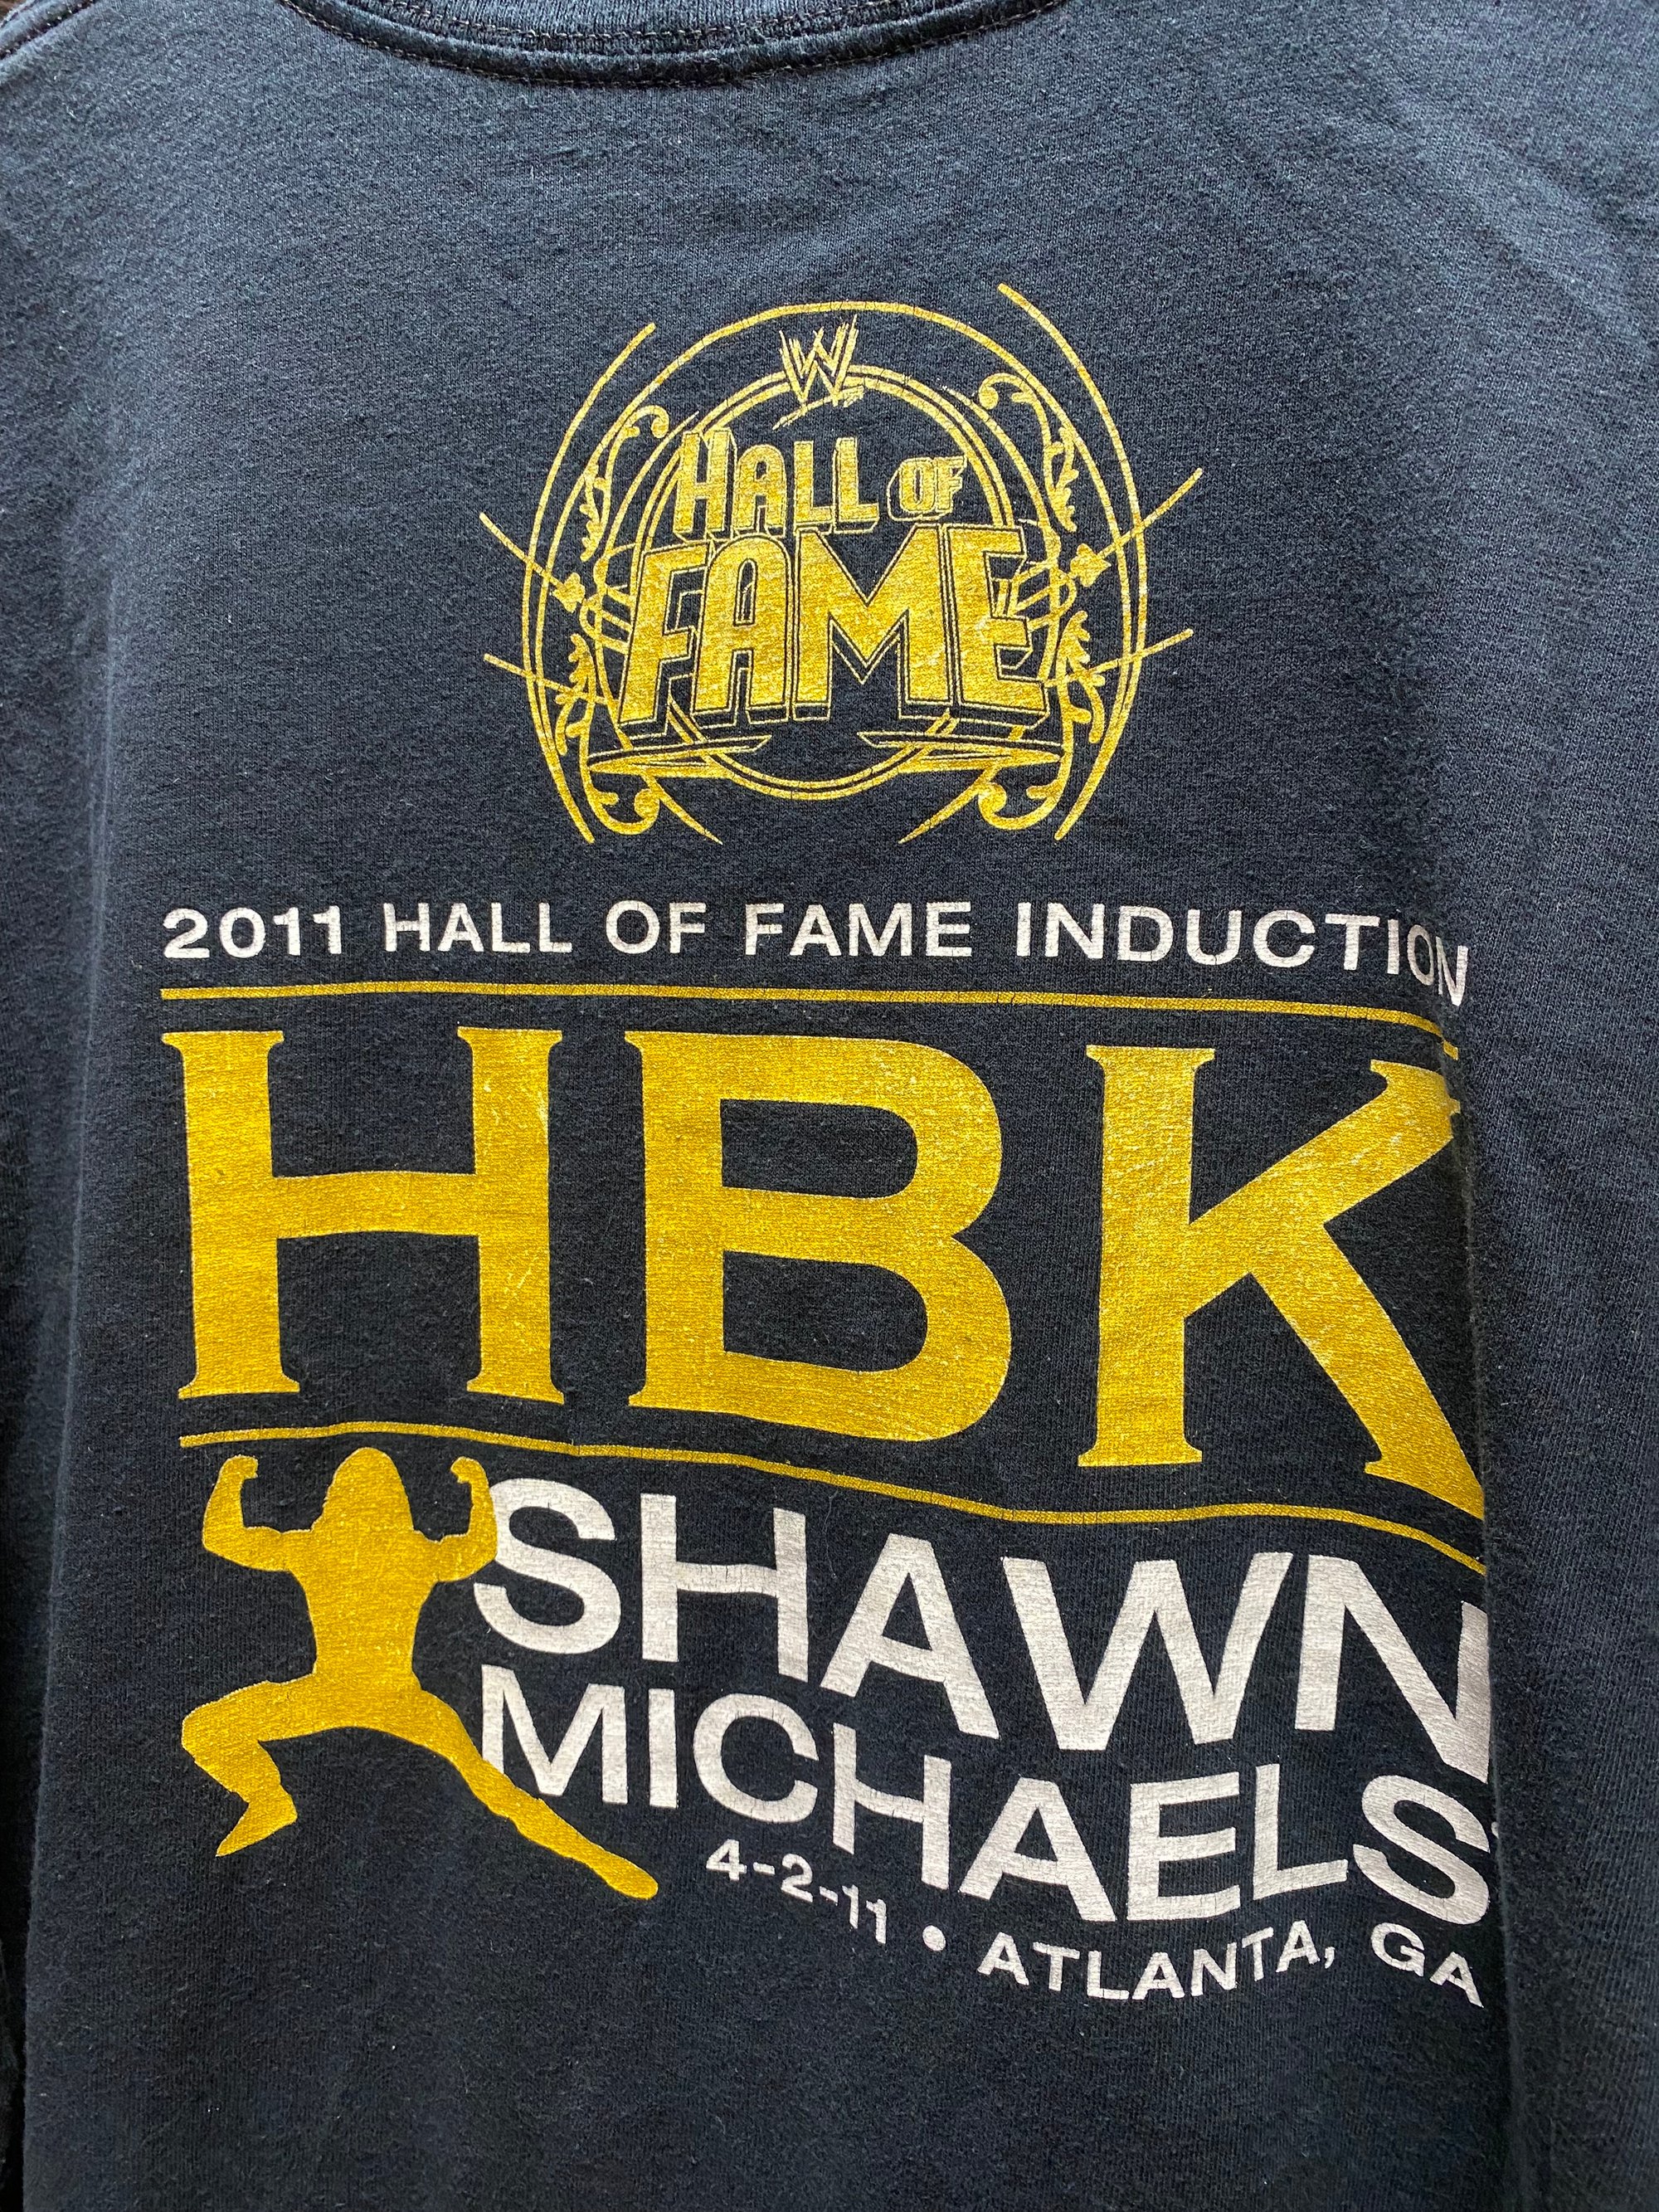 W
HALL OF
FAME
2011 HALL OF FAME INDUCTION
HBK
SHAWN
MICHAELS
4-2-11 • ATLANTA, GA